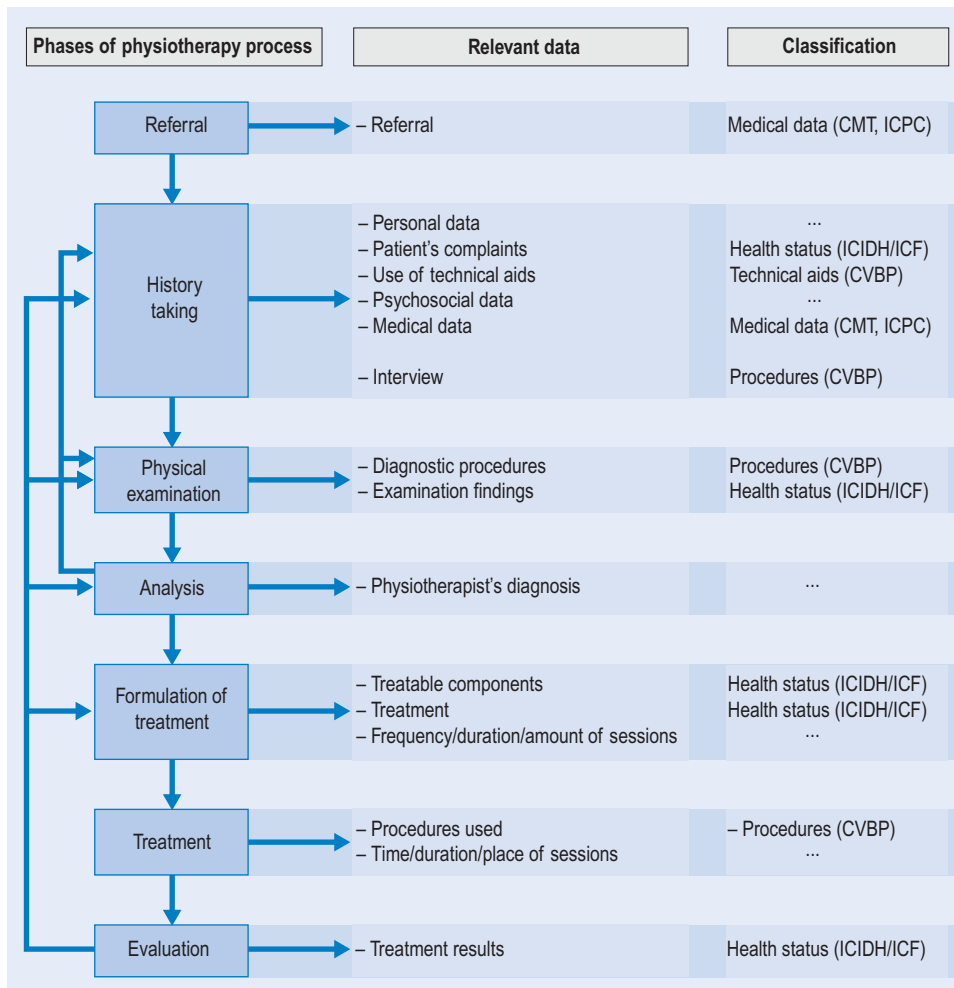 Phases of physiotherapy process
Relevant data
Classification
Referral
– Referral
Medical data (CMT, ICPC)
History
taking
– Personal data
...
– Patient's complaints
Health status (ICIDH/ICF)
– Use of technical aids
Technical aids (CVBP)
– Psychosocial data
...
– Medical data
Medical data (CMT, ICPC)
– Interview
Procedures (CVBP)
Physical
examination
– Diagnostic procedures
Procedures (CVBP)
– Examination findings
Health status (ICIDH/ICF)
Analysis
– Physiotherapist's diagnosis
...
Formulation of
treatment
– Treatable components
Health status (ICIDH/ICF)
– Treatment
Health status (ICIDH/ICF)
– Frequency/duration/amount of sessions
...
Treatment
– Procedures used
– Procedures (CVBP)
– Time/duration/place of sessions
...
Evaluation
– Treatment results
Health status (ICIDH/ICF)